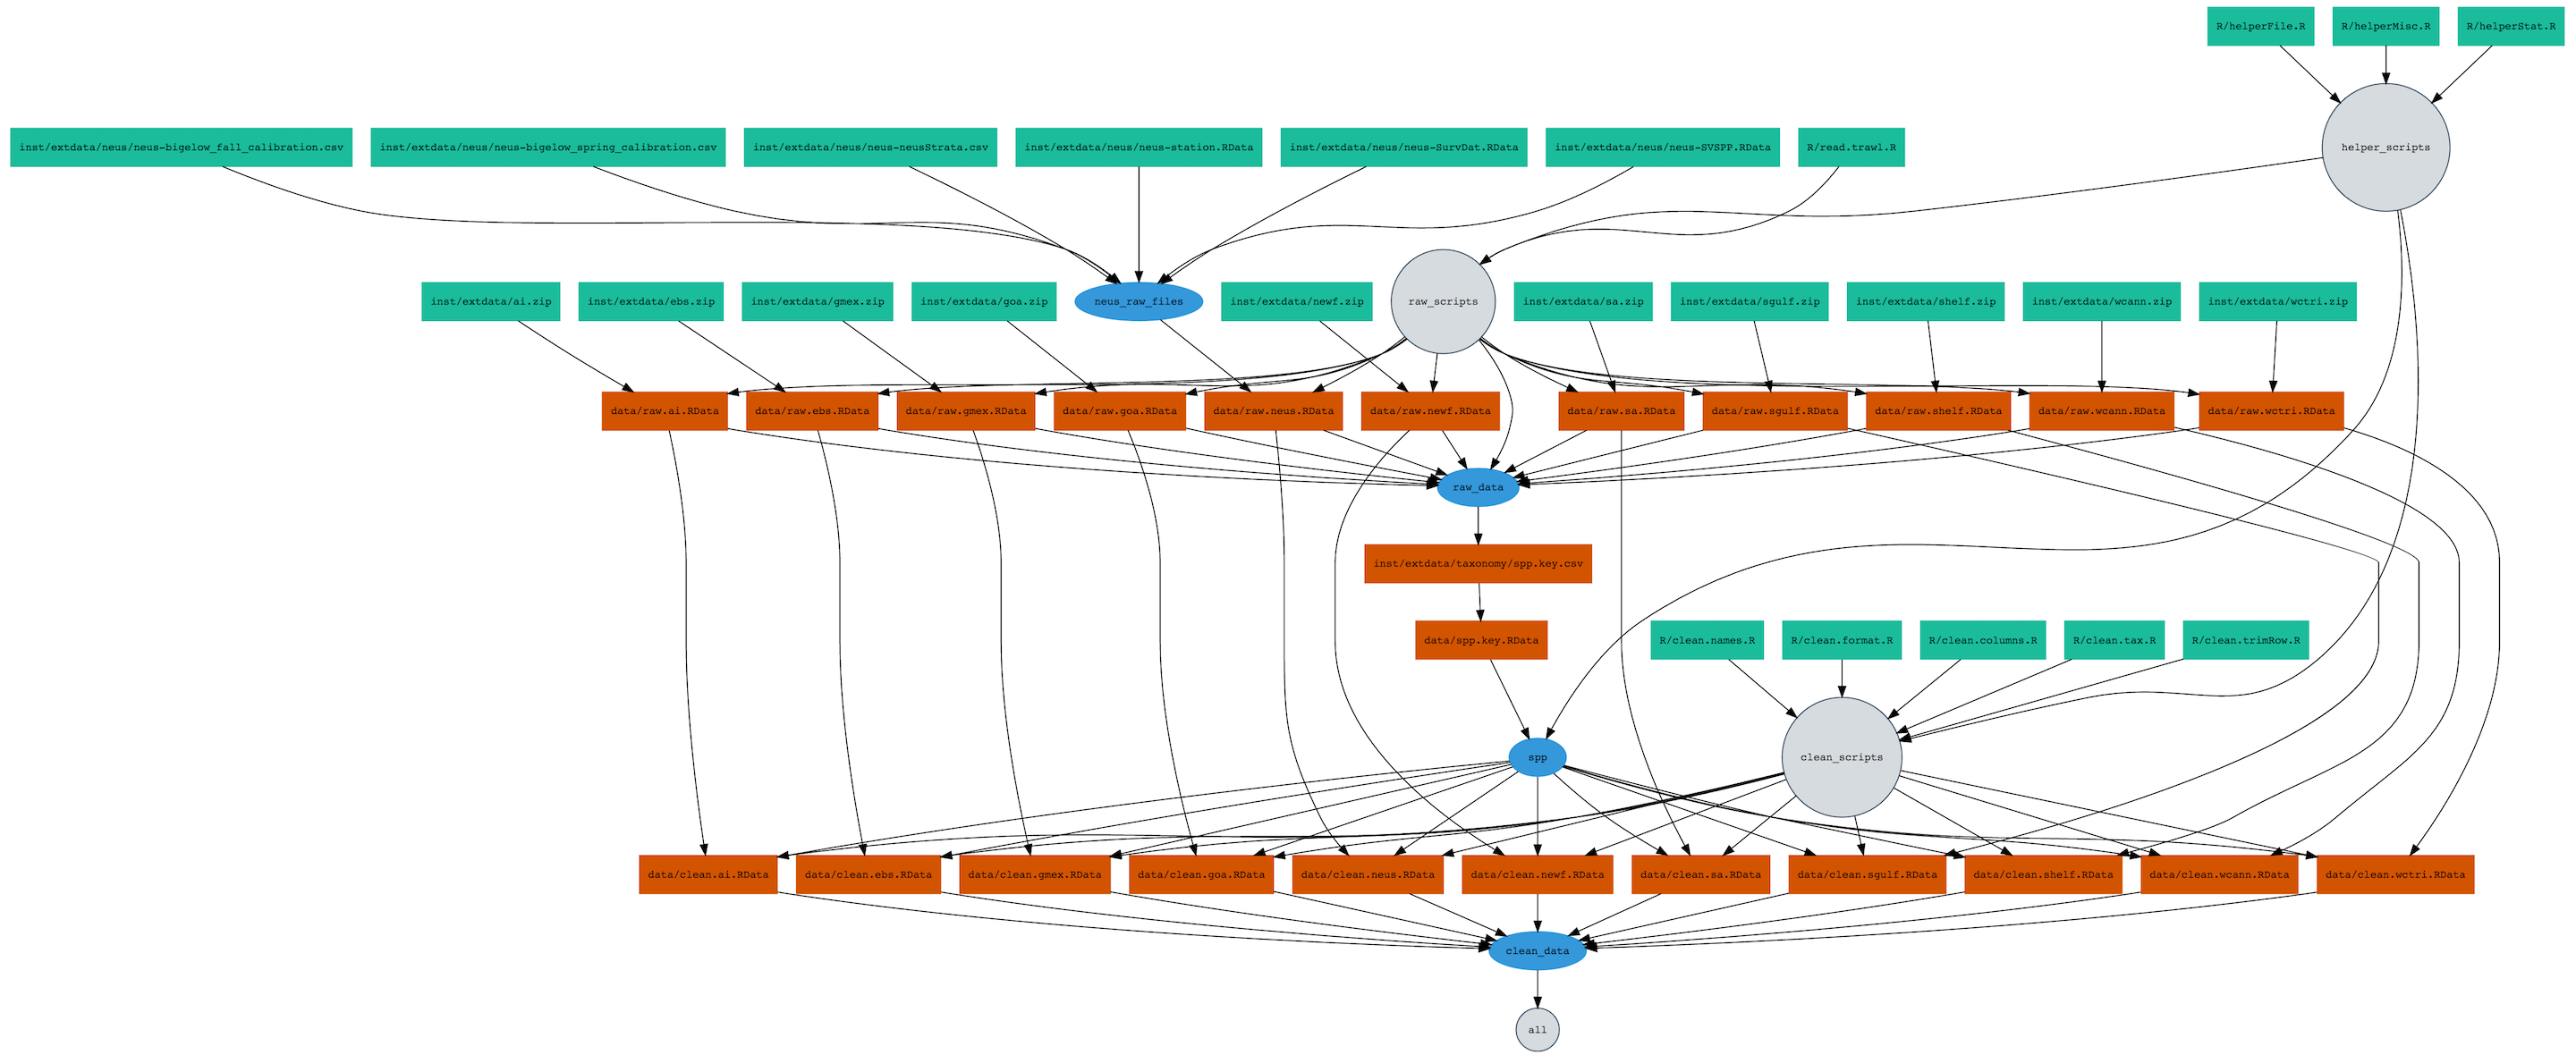 R/helperFile.R
R/helperMisc.R
R/helperStat.R
inst/extdata/neus/neus-bigelow_fall_calibration.csv
inst/extdata/neus/neus-bigelow_spring_calibration.csv
inst/extdata/neus/neus-neusStrata.csv
inst/extdata/neus/neus-station.RData
inst/extdata/neus/neus-SurvDat.RData
inst/extdata/neus/neus-SVSPP.RData
R/read.trawl.R
helper_scripts
inst/extdata/ai.zip
inst/extdata/ebs.zip
inst/extdata/gmex.zip
inst/extdata/goa.zip
neus_raw_files
inst/extdata/newf.zip
raw_scripts
inst/extdata/sa.zip
inst/extdata/sgulf.zip
inst/extdata/shelf.zip
inst/extdata/wcann.zip
inst/extdata/wctri.zip
data/raw.ai.RData
data/raw.ebs.RData
data/raw.gmex.RData
data/raw.goa.RData
data/raw.neus.RData
data/raw.newf.RData
data/raw.sa.RData
data/raw.sgulf.RData
data/raw.shelf.RData
data/raw.wcann.RData
data/raw.wctri.RData
raw_data
inst/extdata/taxonomy/spp.key.csv
data/spp.key.RData
R/clean.names.R
R/clean.format.R
R/clean.columns.R
R/clean.tax.R
R/clean.trimRow.R
spp
clean_scripts
data/clean.ai.RData
data/clean.ebs.RData
data/clean.gmex.RData
data/clean.goa.RData
data/clean.neus.RData
data/clean.newf.RData
data/clean.sa.RData
data/clean.sgulf.RData
data/clean.shelf.RData
data/clean.wcann.RData
data/clean.wctri.RData
clean_data
all